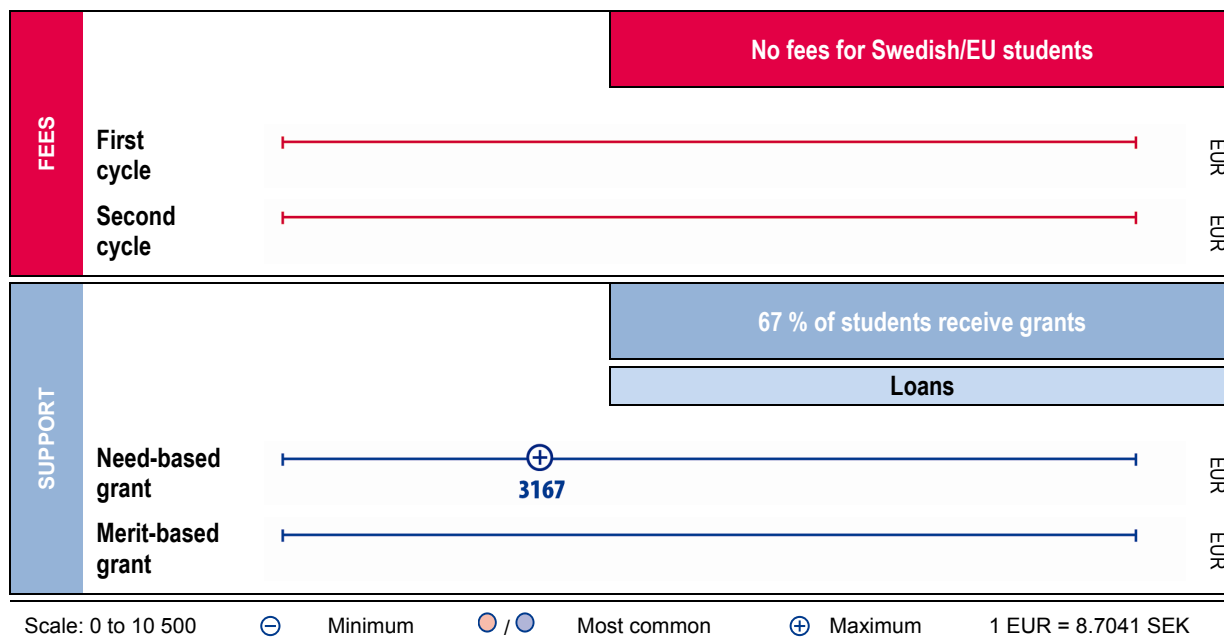 No fees for Swedish/EU students
FEES
First
cycle
EUR
Second
cycle
EUR
67 % of students receive grants
Loans
SUPPORT
Need-based
grant
3167
EUR
Merit-based
grant
EUR
Scale: 0 to 10 500 Minimum / Most common Maximum 1 EUR = 8.7041 SEK